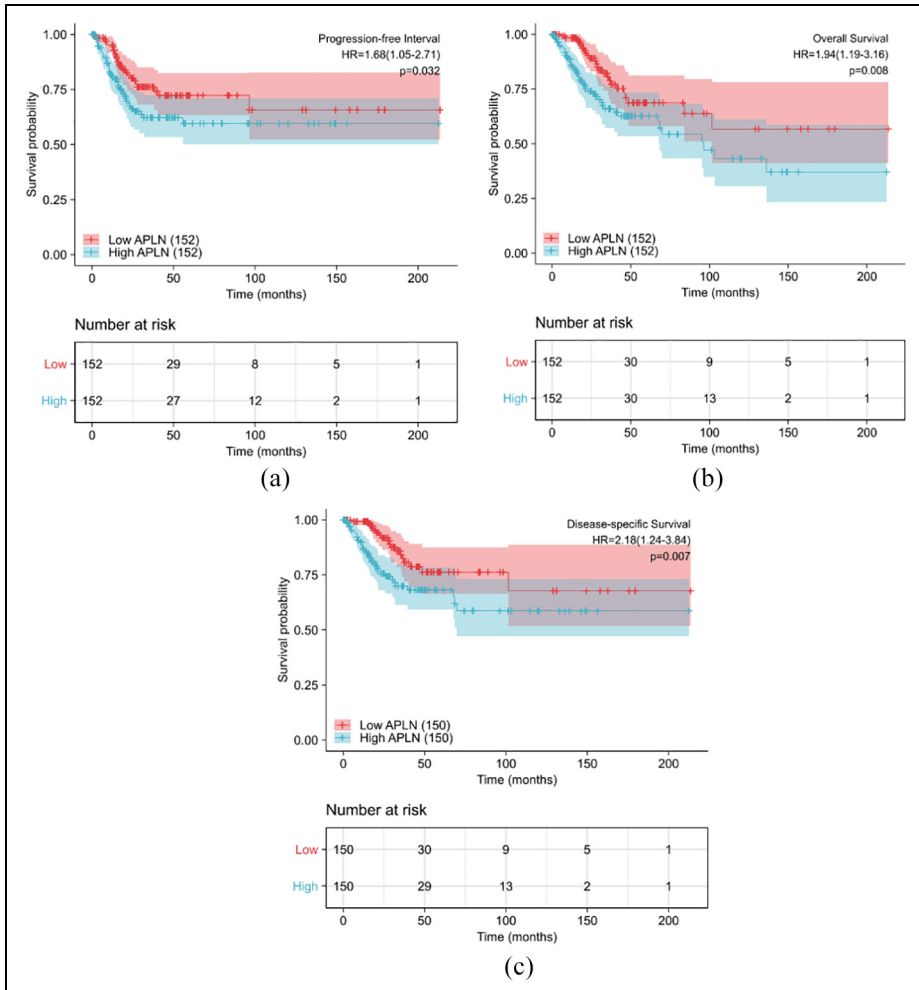 Progression-free Interval
HR=1.68(1.05-2.71)
p=0.032
1.00
0.75
0.50
0.25
0.00
Survival probability
Low APLN (152)
High APLN (152)
0 50 100 150 200
Time (months)
Number at risk
Low 152 29 8 5 1
High 152 27 12 2 1
0 50 100 150 200
Time (months)
(a)
Overall Survival
HR=1.94(1.19-3.16)
p=0.008
1.00
0.75
0.50
0.25
0.00
Survival probability
Low APLN (152)
High APLN (152)
0 50 100 150 200
Time (months)
Number at risk
Low 152 30 9 5 1
High 152 30 13 2 1
0 50 100 150 200
Time (months)
(b)
Disease-specific Survival
HR=2.18(1.24-3.84)
p=0.007
1.00
0.75
0.50
0.25
0.00
Survival probability
Low APLN (150)
High APLN (150)
0 50 100 150 200
Time (months)
Number at risk
Low 150 30 9 5 1
High 150 29 13 2 1
0 50 100 150 200
Time (months)
(c)